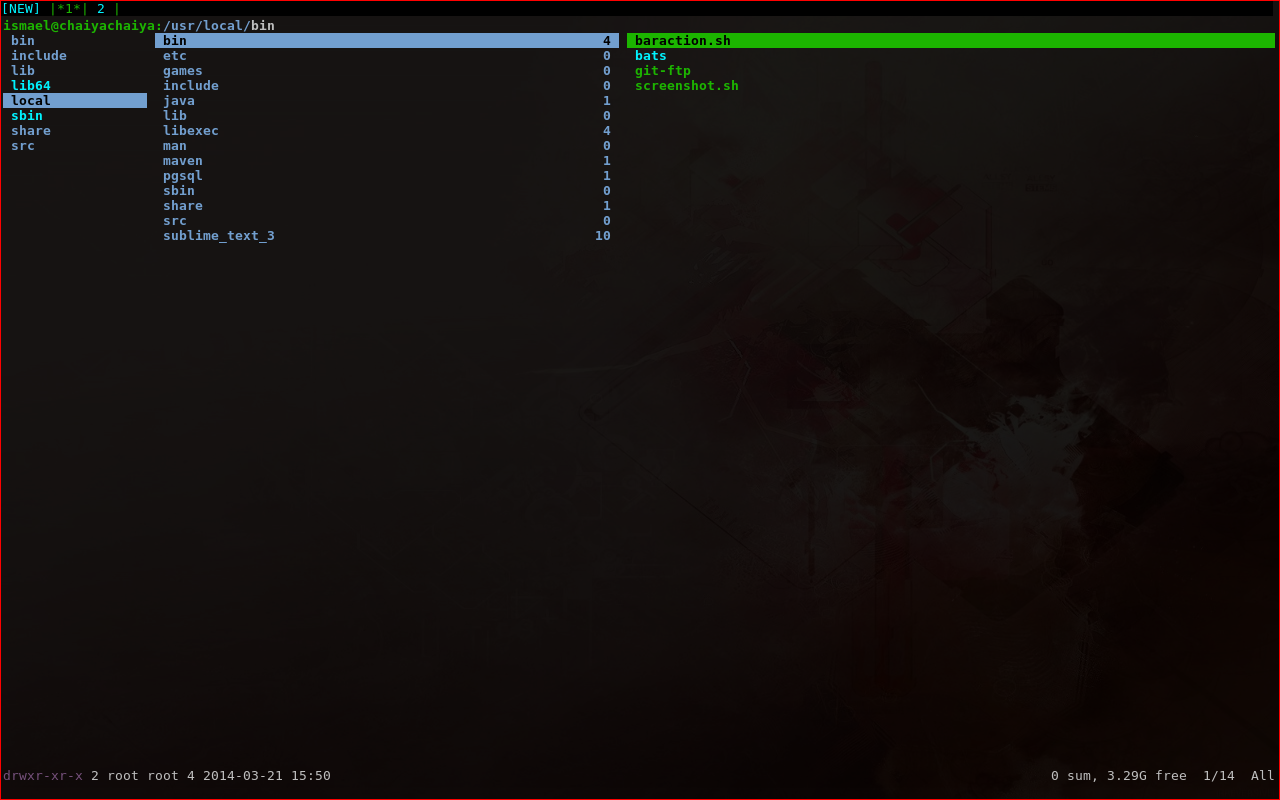 [NEW] |*1*| 2 |
ismael@chaiyachaiya:/usr/local/bin
bin bin 4 baraction.sh
include etc 0 bats
lib games 0 git-ftp
lib64 include 0 screenshot.sh
local java 1
sbin lib 0
share libexec 4
src man 0
maven 1
pgsql 1
sbin 0
share 1
src 0
sublime_text_3 10
drwxr-xr-x 2 root root 4 2014-03-21 15:50 0 sum, 3.29G free 1/14 All